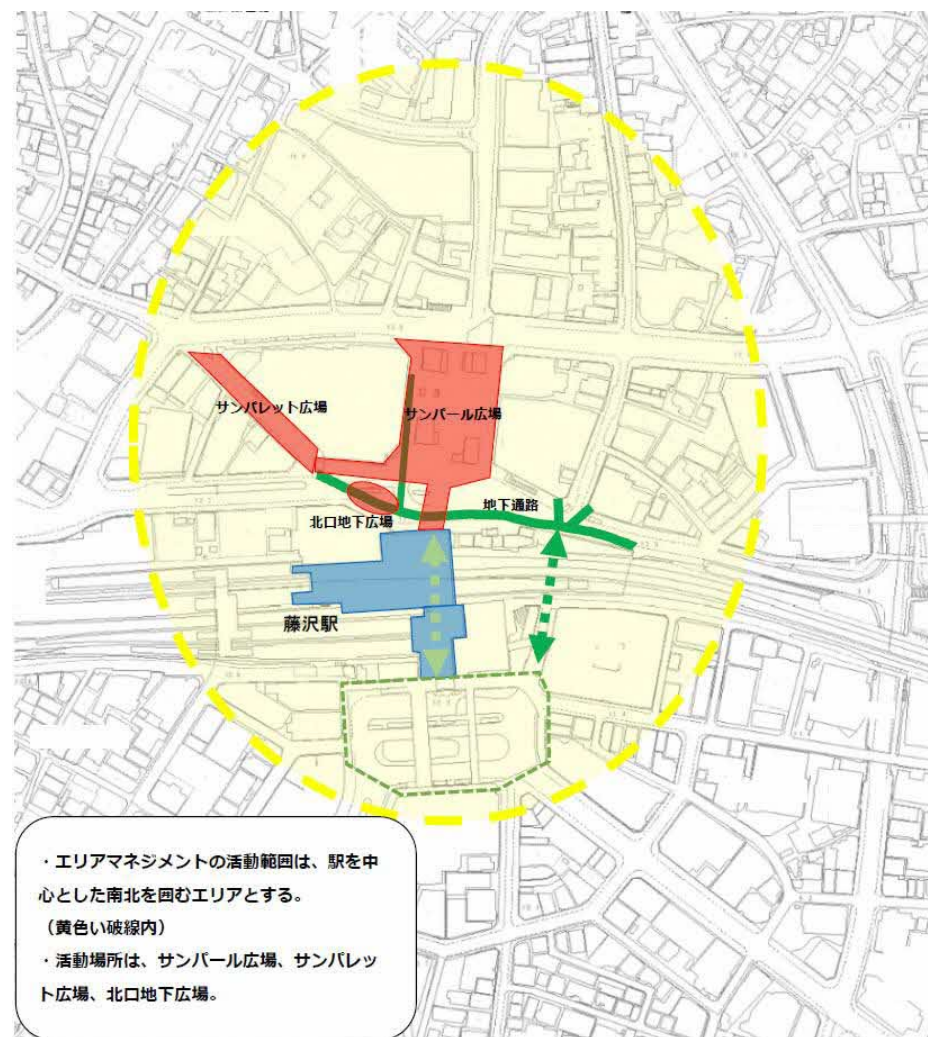 サンパレット広場
サンパール広場
北口地下広場
地下通路
藤沢駅
・エリアマネジメントの活動範囲は、駅を中
心とした南北を囲むエリアとする。
（黄色い破線内）
・活動場所は、サンパール広場、サンパレッ
ト広場、北口地下広場。